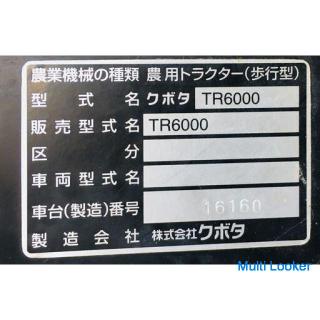 農業機械の種類 農用トラクター(歩行型)
型式名 クボタ TR6000
販売型式名 TR6000
区分
車両型式名
車台(製造)番号 16160
製造会社 株式会社クボタ
Multi Looker